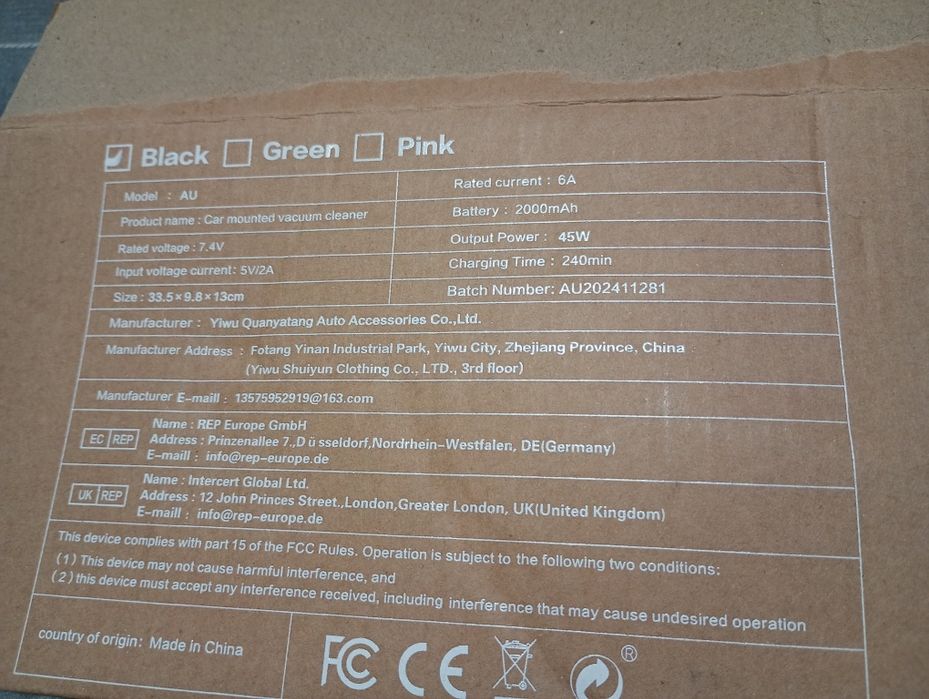 Black Green Pink
Model : AU
Rated current : 6A
Product name : Car mounted vacuum cleaner
Battery : 2000mAh
Rated voltage : 7.4V
Output Power : 45W
Input voltage current: 5V/2A
Charging Time : 240min
Size : 33.5×9.8×13cm
Batch Number: AU202411281
Manufacturer : Yiwu Quanyatang Auto Accessories Co.,Ltd.
Manufacturer Address : Fotang Yinan Industrial Park, Yiwu City, Zhejiang Province, China
(Yiwu Shuiyun Clothing Co., LTD., 3rd floor)
Manufacturer E-maill : 13575952919@163.com
EC REP
Name : REP Europe GmbH
Address : Prinzenallee 7.,D ü sseldorf,Nordrhein-Westfalen, DE(Germany)
E-maill : info@rep-europe.de
UK REP
Name : Intercert Global Ltd.
Address : 12 John Princes Street.,London,Greater London, UK(United Kingdom)
E-maill : info@rep-europe.de
This device complies with part 15 of the FCC Rules. Operation is subject to the following two conditions:
(1) This device may not cause harmful interference, and
(2) this device must accept any interference received, including interference that may cause undesired operation
country of origin: Made in China
FC CE ®